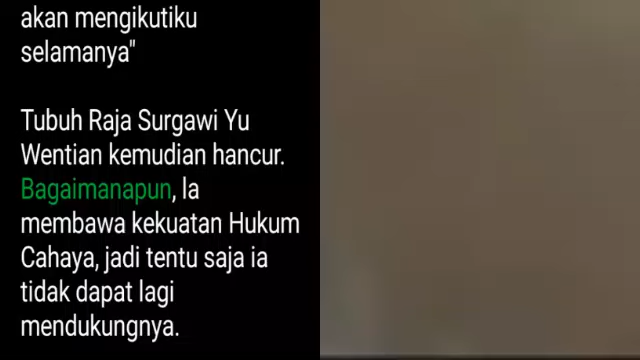 akan mengikutiku
selamanya"
Tubuh Raja Surgawi Yu
Wentian kemudian hancur.
Bagaimanapun, Ia
membawa kekuatan Hukum
Cahaya, jadi tentu saja ia
tidak dapat lagi
mendukungnya.